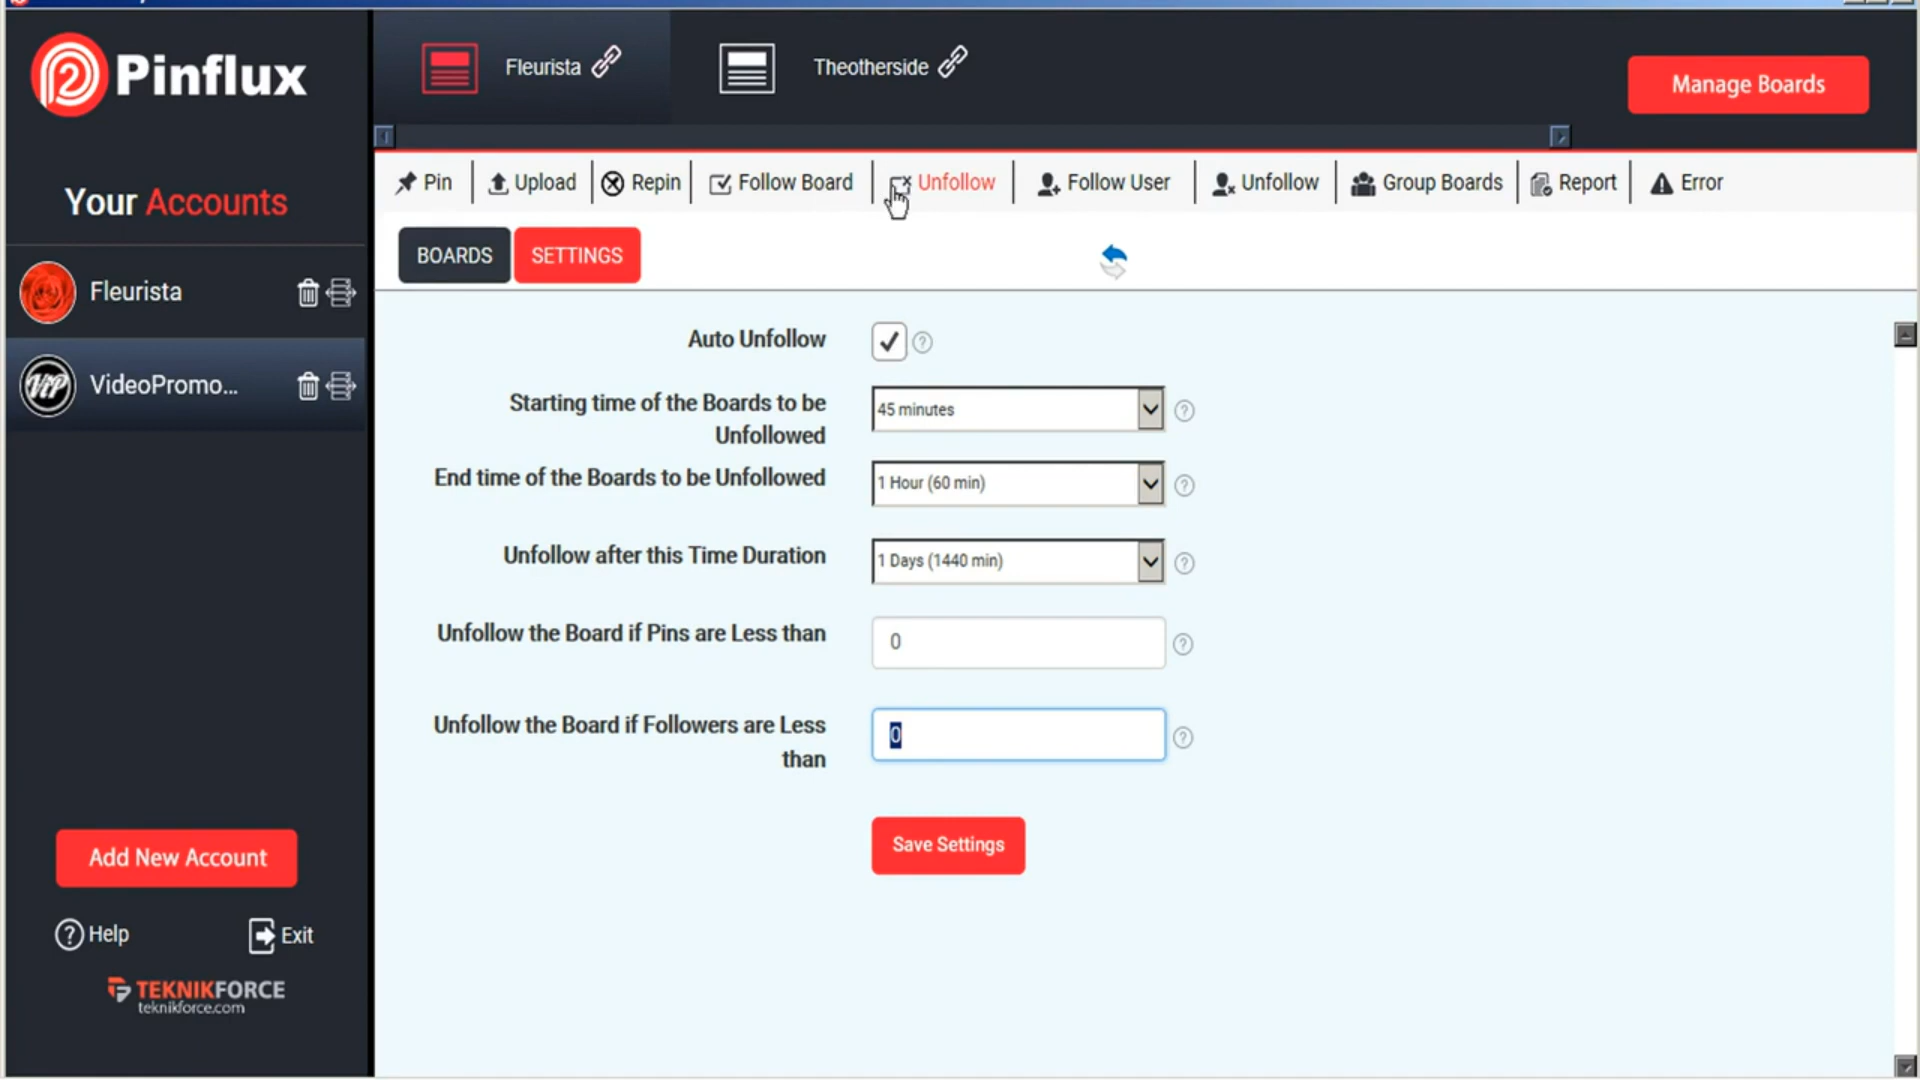 Pinflux
Fleurista
Theotherside
Manage Boards
Your Accounts
Pin
Upload
Repin
Follow Board
Unfollow
Follow User
Unfollow
Group Boards
Report
Error
BOARDS
SETTINGS
Fleurista
VideoPromo...
Auto Unfollow
Starting time of the Boards to be
Unfollowed
45 minutes
End time of the Boards to be Unfollowed
1 Hour (60 min)
Unfollow after this Time Duration
1 Days (1440 min)
Unfollow the Board if Pins are Less than
0
Unfollow the Board if Followers are Less
than
0
Save Settings
Add New Account
Help
Exit
TEKNIKFORCE
teknikforce.com